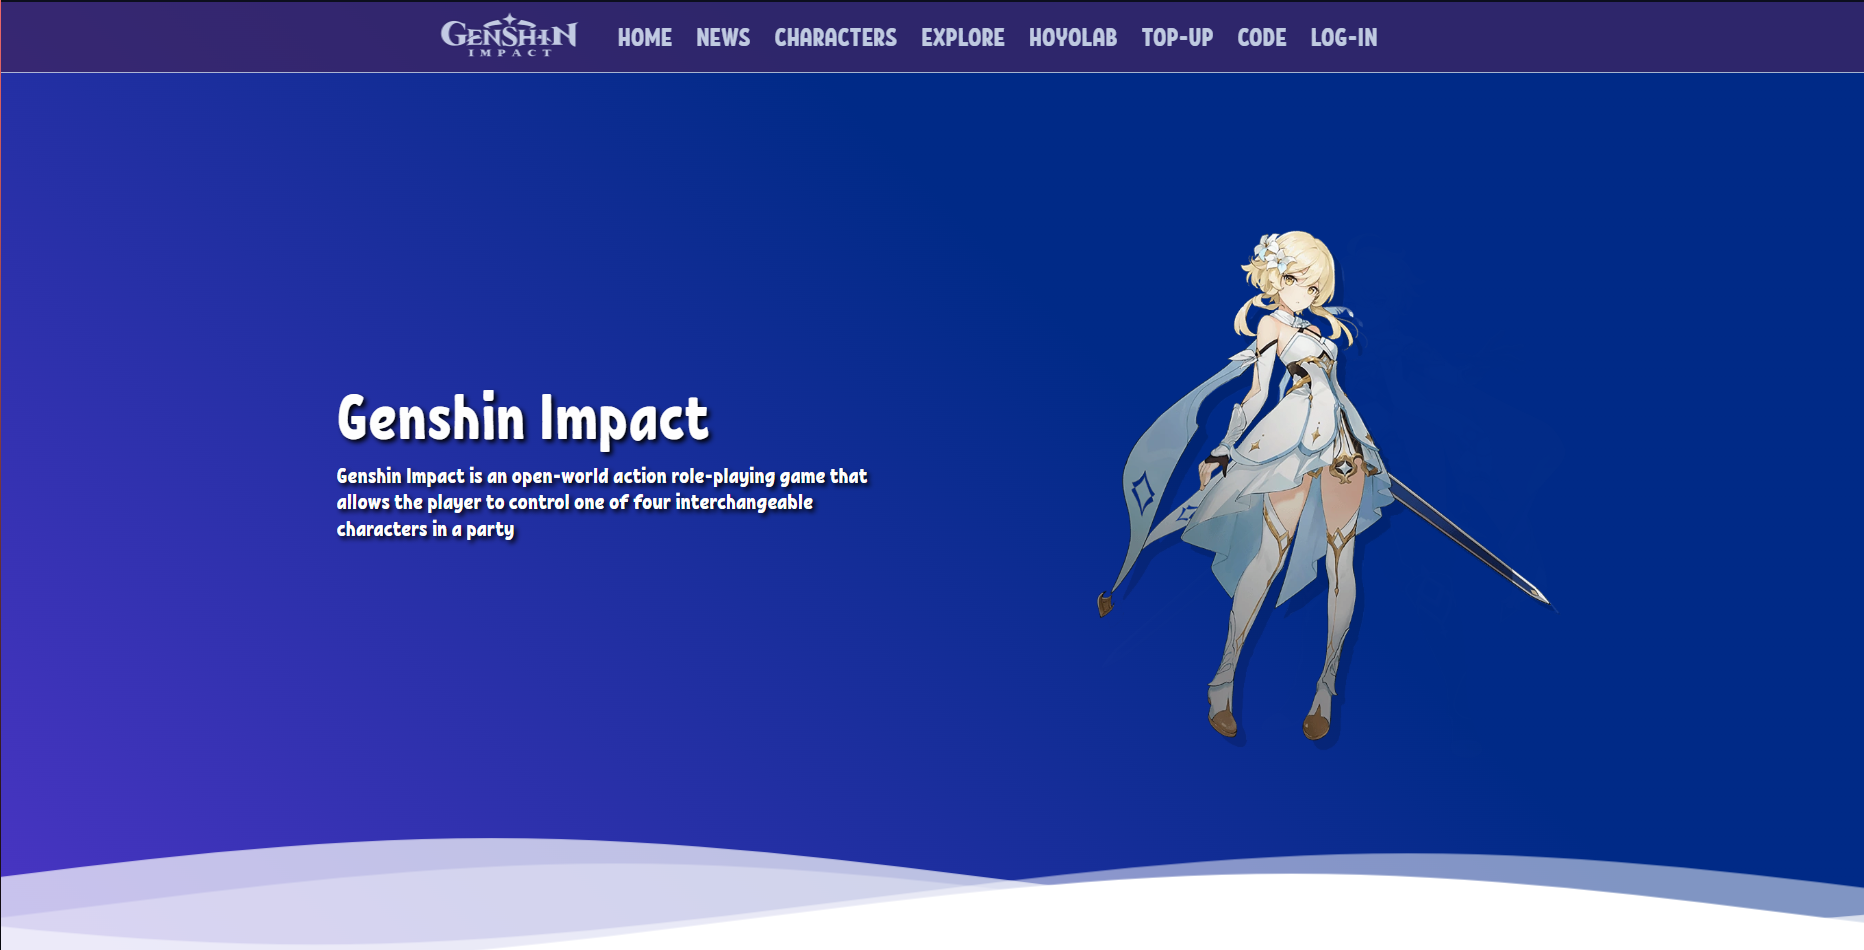 GENSHIN
IMPACT
HOME NEWS CHARACTERS EXPLORE HOYOLAB TOP-UP CODE LOG-IN
Genshin Impact
Genshin Impact is an open-world action role-playing game that
allows the player to control one of four interchangeable
characters in a party